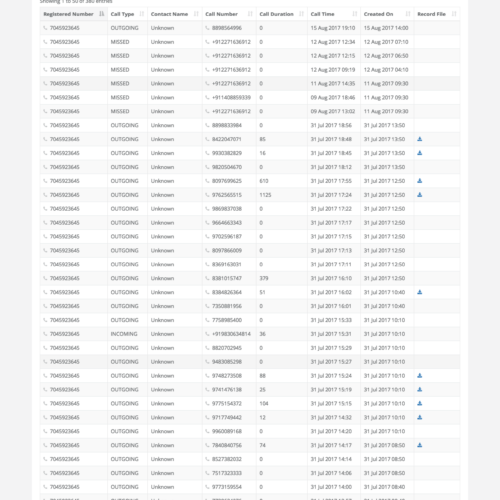 Showing 1 to 50 of 380 entries
Registered Number Call Type Contact Name Call Number Call Duration Call Time Created On Record File
7045923645 OUTGOING Unknown 8898564996 0 15 Aug 2017 19:10 15 Aug 2017 14:00
7045923645 MISSED Unknown +912271636912 0 12 Aug 2017 12:34 12 Aug 2017 07:10
7045923645 MISSED Unknown +912271636912 0 12 Aug 2017 12:15 12 Aug 2017 06:50
7045923645 MISSED Unknown +912271636912 0 12 Aug 2017 09:19 12 Aug 2017 04:10
7045923645 MISSED Unknown +912271636912 0 11 Aug 2017 14:35 11 Aug 2017 09:30
7045923645 MISSED Unknown +911408859339 0 09 Aug 2017 18:46 11 Aug 2017 09:30
7045923645 MISSED Unknown +912271636912 0 09 Aug 2017 13:02 11 Aug 2017 09:30
7045923645 OUTGOING Unknown 8898833984 0 31 Jul 2017 18:56 31 Jul 2017 13:50
7045923645 OUTGOING Unknown 8422047071 85 31 Jul 2017 18:48 31 Jul 2017 13:50
7045923645 OUTGOING Unknown 9930382829 16 31 Jul 2017 18:45 31 Jul 2017 13:50
7045923645 OUTGOING Unknown 9820504670 0 31 Jul 2017 18:12 31 Jul 2017 13:50
7045923645 OUTGOING Unknown 8097699625 610 31 Jul 2017 17:55 31 Jul 2017 12:50
7045923645 OUTGOING Unknown 9762565515 1125 31 Jul 2017 17:24 31 Jul 2017 12:50
7045923645 OUTGOING Unknown 9869837038 0 31 Jul 2017 17:22 31 Jul 2017 12:50
7045923645 OUTGOING Unknown 9664663343 0 31 Jul 2017 17:17 31 Jul 2017 12:50
7045923645 OUTGOING Unknown 9702596187 0 31 Jul 2017 17:15 31 Jul 2017 12:50
7045923645 OUTGOING Unknown 8097866009 0 31 Jul 2017 17:13 31 Jul 2017 12:50
7045923645 OUTGOING Unknown 8369163031 0 31 Jul 2017 17:11 31 Jul 2017 12:50
7045923645 OUTGOING Unknown 8381015747 379 31 Jul 2017 16:10 31 Jul 2017 12:50
7045923645 OUTGOING Unknown 8384826364 51 31 Jul 2017 16:02 31 Jul 2017 10:40
7045923645 OUTGOING Unknown 7350881956 0 31 Jul 2017 16:01 31 Jul 2017 10:40
7045923645 OUTGOING Unknown 7758985400 0 31 Jul 2017 15:33 31 Jul 2017 10:10
7045923645 INCOMING Unknown +919830634814 36 31 Jul 2017 15:31 31 Jul 2017 10:10
7045923645 OUTGOING Unknown 8820702945 0 31 Jul 2017 15:29 31 Jul 2017 10:10
7045923645 OUTGOING Unknown 9483085298 0 31 Jul 2017 15:27 31 Jul 2017 10:10
7045923645 OUTGOING Unknown 9748273508 88 31 Jul 2017 15:24 31 Jul 2017 10:10
7045923645 OUTGOING Unknown 9741476138 25 31 Jul 2017 15:19 31 Jul 2017 10:10
7045923645 OUTGOING Unknown 9775154372 104 31 Jul 2017 15:15 31 Jul 2017 10:10
7045923645 OUTGOING Unknown 9717749442 12 31 Jul 2017 14:32 31 Jul 2017 10:10
7045923645 OUTGOING Unknown 9960089168 0 31 Jul 2017 14:20 31 Jul 2017 10:10
7045923645 OUTGOING Unknown 7840840756 74 31 Jul 2017 14:17 31 Jul 2017 08:50
7045923645 OUTGOING Unknown 8527382032 0 31 Jul 2017 14:14 31 Jul 2017 08:50
7045923645 OUTGOING Unknown 7517323333 0 31 Jul 2017 14:06 31 Jul 2017 08:50
7045923645 OUTGOING Unknown 9773159554 0 31 Jul 2017 14:00 31 Jul 2017 08:40